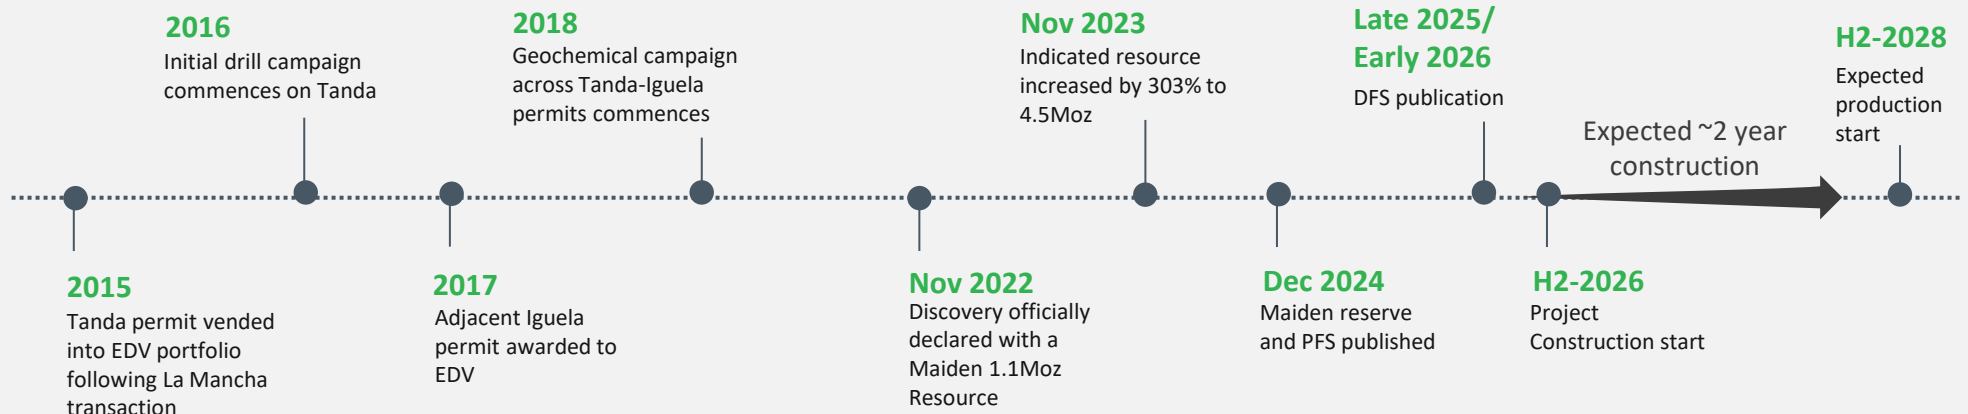 2016
Initial drill campaign
commences on Tanda
2018
Geochemical campaign
across Tanda-Iguela
permits commences
Nov 2023
Indicated resource
increased by 303% to
4.5Moz
Late 2025/
Early 2026
DFS publication
Expected ~2 year
construction
H2-2028
Expected
production
start
2015
Tanda permit vended
into EDV portfolio
following La Mancha
transaction
2017
Adjacent Iguela
permit awarded to
EDV
Nov 2022
Discovery officially
declared with a
Maiden 1.1Moz
Resource
Dec 2024
Maiden reserve
and PFS published
H2-2026
Project
Construction start